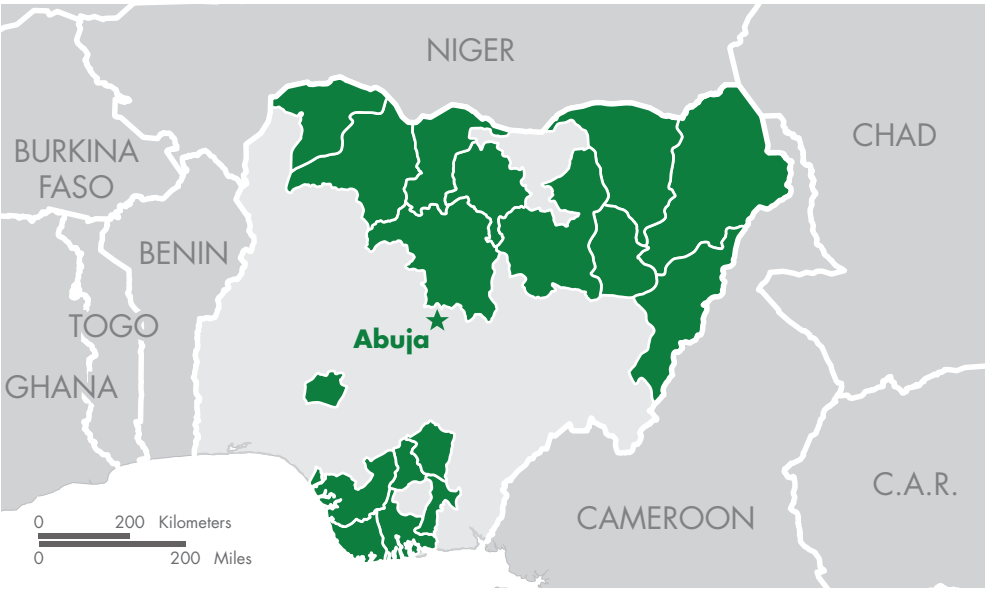 NIGER
CHAD
BURKINA
FASO
BENIN
TOGO
Abuja
GHANA
C.A.R.
CAMEROON
0 200 Kilometers
0 200 Miles